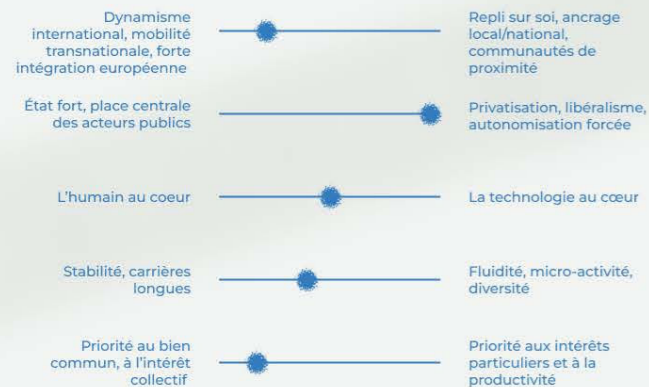 Dynamisme
international, mobilité
transnationale, forte
intégration européenne
Repli sur soi, ancrage
local/national,
communautés de
proximité
État fort, place centrale
des acteurs publics
Privatisation, libéralisme,
autonomisation forcée
L'humain au coeur
La technologie au cœur
Stabilité, carrières
longues
Fluidité, micro-activité,
diversité
Priorité au bien
commun, à l'intérêt
collectif
Priorité aux intérêts
particuliers et à la
productivité